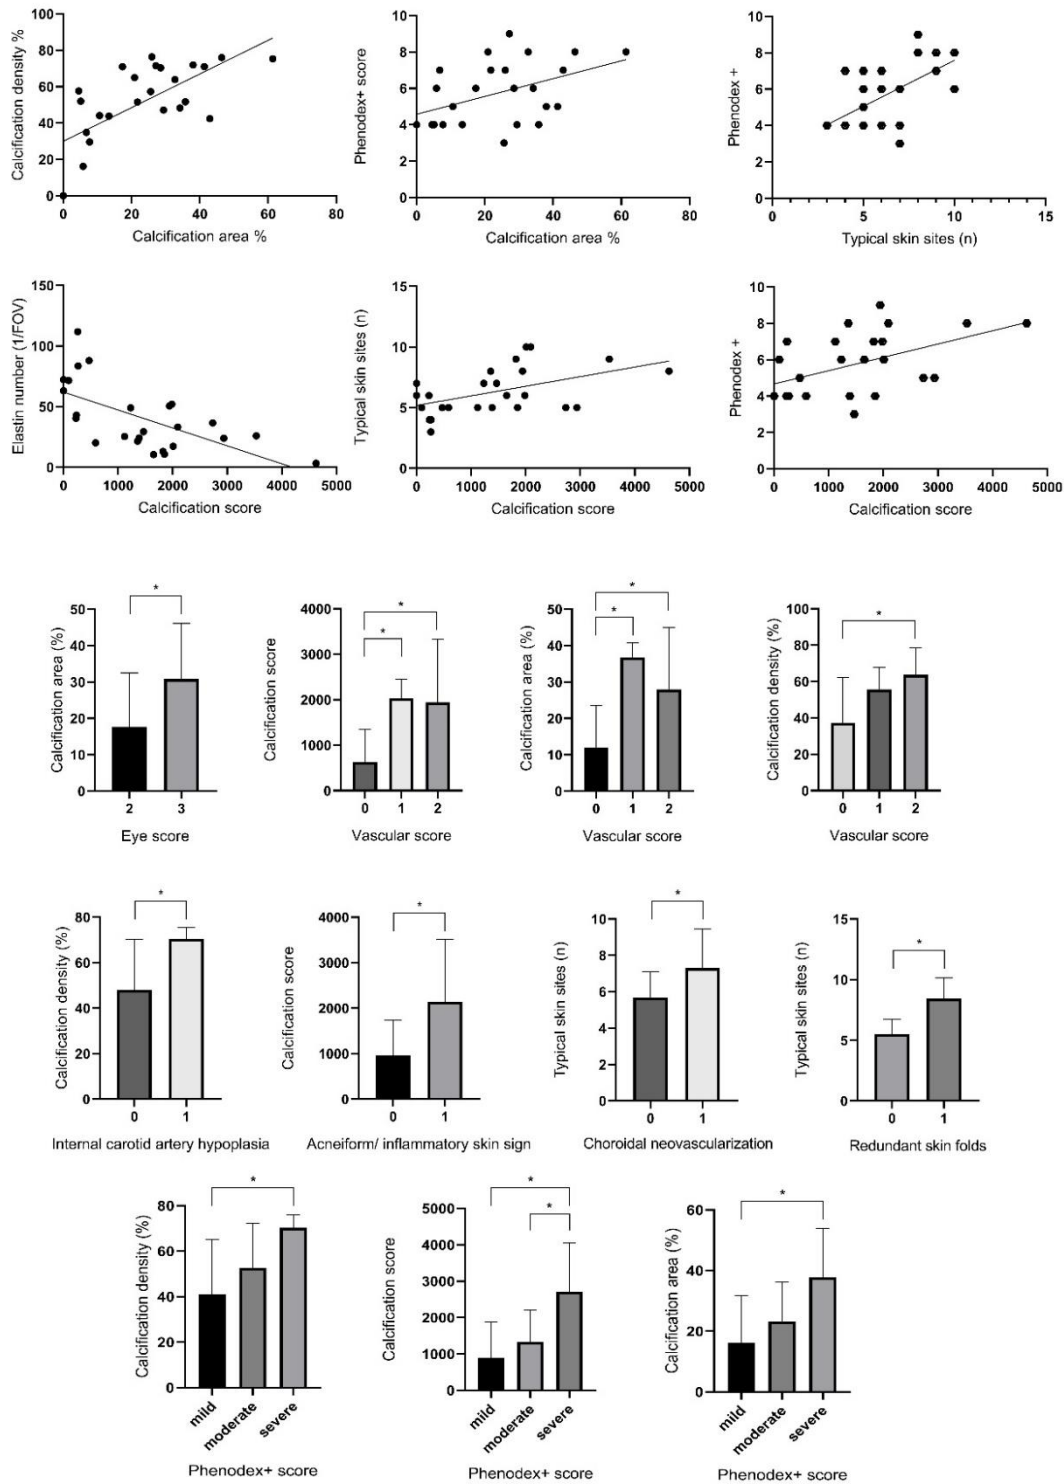 Calcification density %
100
80
60
40
20
0
0 20 40 60 80
Calcification area %
Phenodex+ score
10
8
6
4
2
0
0 20 40 60 80
Calcification area %
Phenodex +
10
8
6
4
2
0
0 5 10 15
Typical skin sites (n)
Elastin number (1/FOV)
150
100
50
0
0 1000 2000 3000 4000 5000
Calcification score
Typical skin sites (n)
15
10
5
0
0 1000 2000 3000 4000 5000
Calcification score
Phenodex +
10
8
6
4
2
0
0 1000 2000 3000 4000 5000
Calcification score
Calcification area (%)
50
40
30
20
10
0
*
2 3
Eye score
Calcification score
4000
3000
2000
1000
0
*
*
0 1 2
Vascular score
Calcification area (%)
50
40
30
20
10
0
*
*
0 1 2
Vascular score
Calcification density (%)
100
80
60
40
20
0
*
0 1 2
Vascular score
Calcification density (%)
80
60
40
20
0
*
0 1
Internal carotid artery hypoplasia
Calcification score
4000
3000
2000
1000
0
*
0 1
Acneiform/ inflammatory skin sign
Typical skin sites (n)
10
8
6
4
2
0
*
0 1
Choroidal neovascularization
Typical skin sites (n)
15
10
5
0
*
0 1
Redundant skin folds
Calcification density (%)
80
60
40
20
0
*
mild moderate severe
Phenodex+ score
Calcification score
5000
4000
3000
2000
1000
0
*
*
mild moderate severe
Phenodex+ score
Calcification area (%)
60
40
20
0
*
mild moderate severe
Phenodex+ score